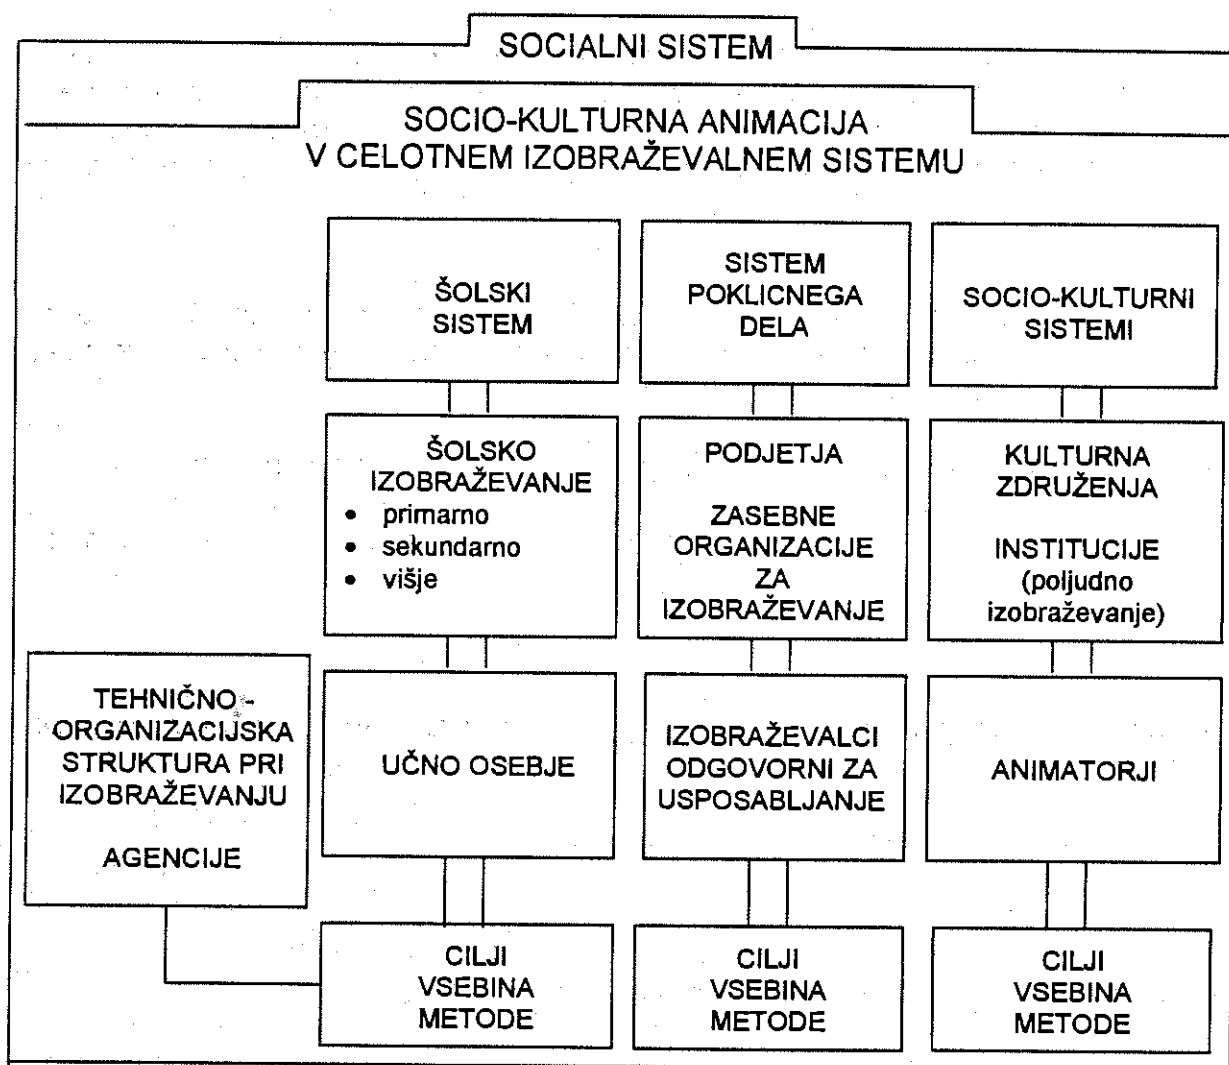 SOCIALNI SISTEM
SOCIO-KULTURNA ANIMACIJA
V CELOTNEM IZOBRAŽEVALNEM SISTEMU
ŠOLSKI
SISTEM
SISTEM
POKLICNEGA
DELA
SOCIO-KULTURNI
SISTEMI
ŠOLSKO
IZOBRAŽEVANJE
• primarno
• sekundarno
• višje
PODJETJA
ZASEBNE
ORGANIZACIJE
ZA
IZOBRAŽEVANJE
KULTURNA
ZDRUŽENJA
INSTITUCIJE
(poljudno
izobraževanje)
TEHNIČNO-
ORGANIZACIJSKA
STRUKTURA PRI
IZOBRAŽEVANJU
AGENCIJE
UČNO OSEBJE
IZOBRAŽEVALCI
ODGOVORNI ZA
USPOSABLJANJE
ANIMATORJI
CILJI
VSEBINA
METODE
CILJI
VSEBINA
METODE
CILJI
VSEBINA
METODE